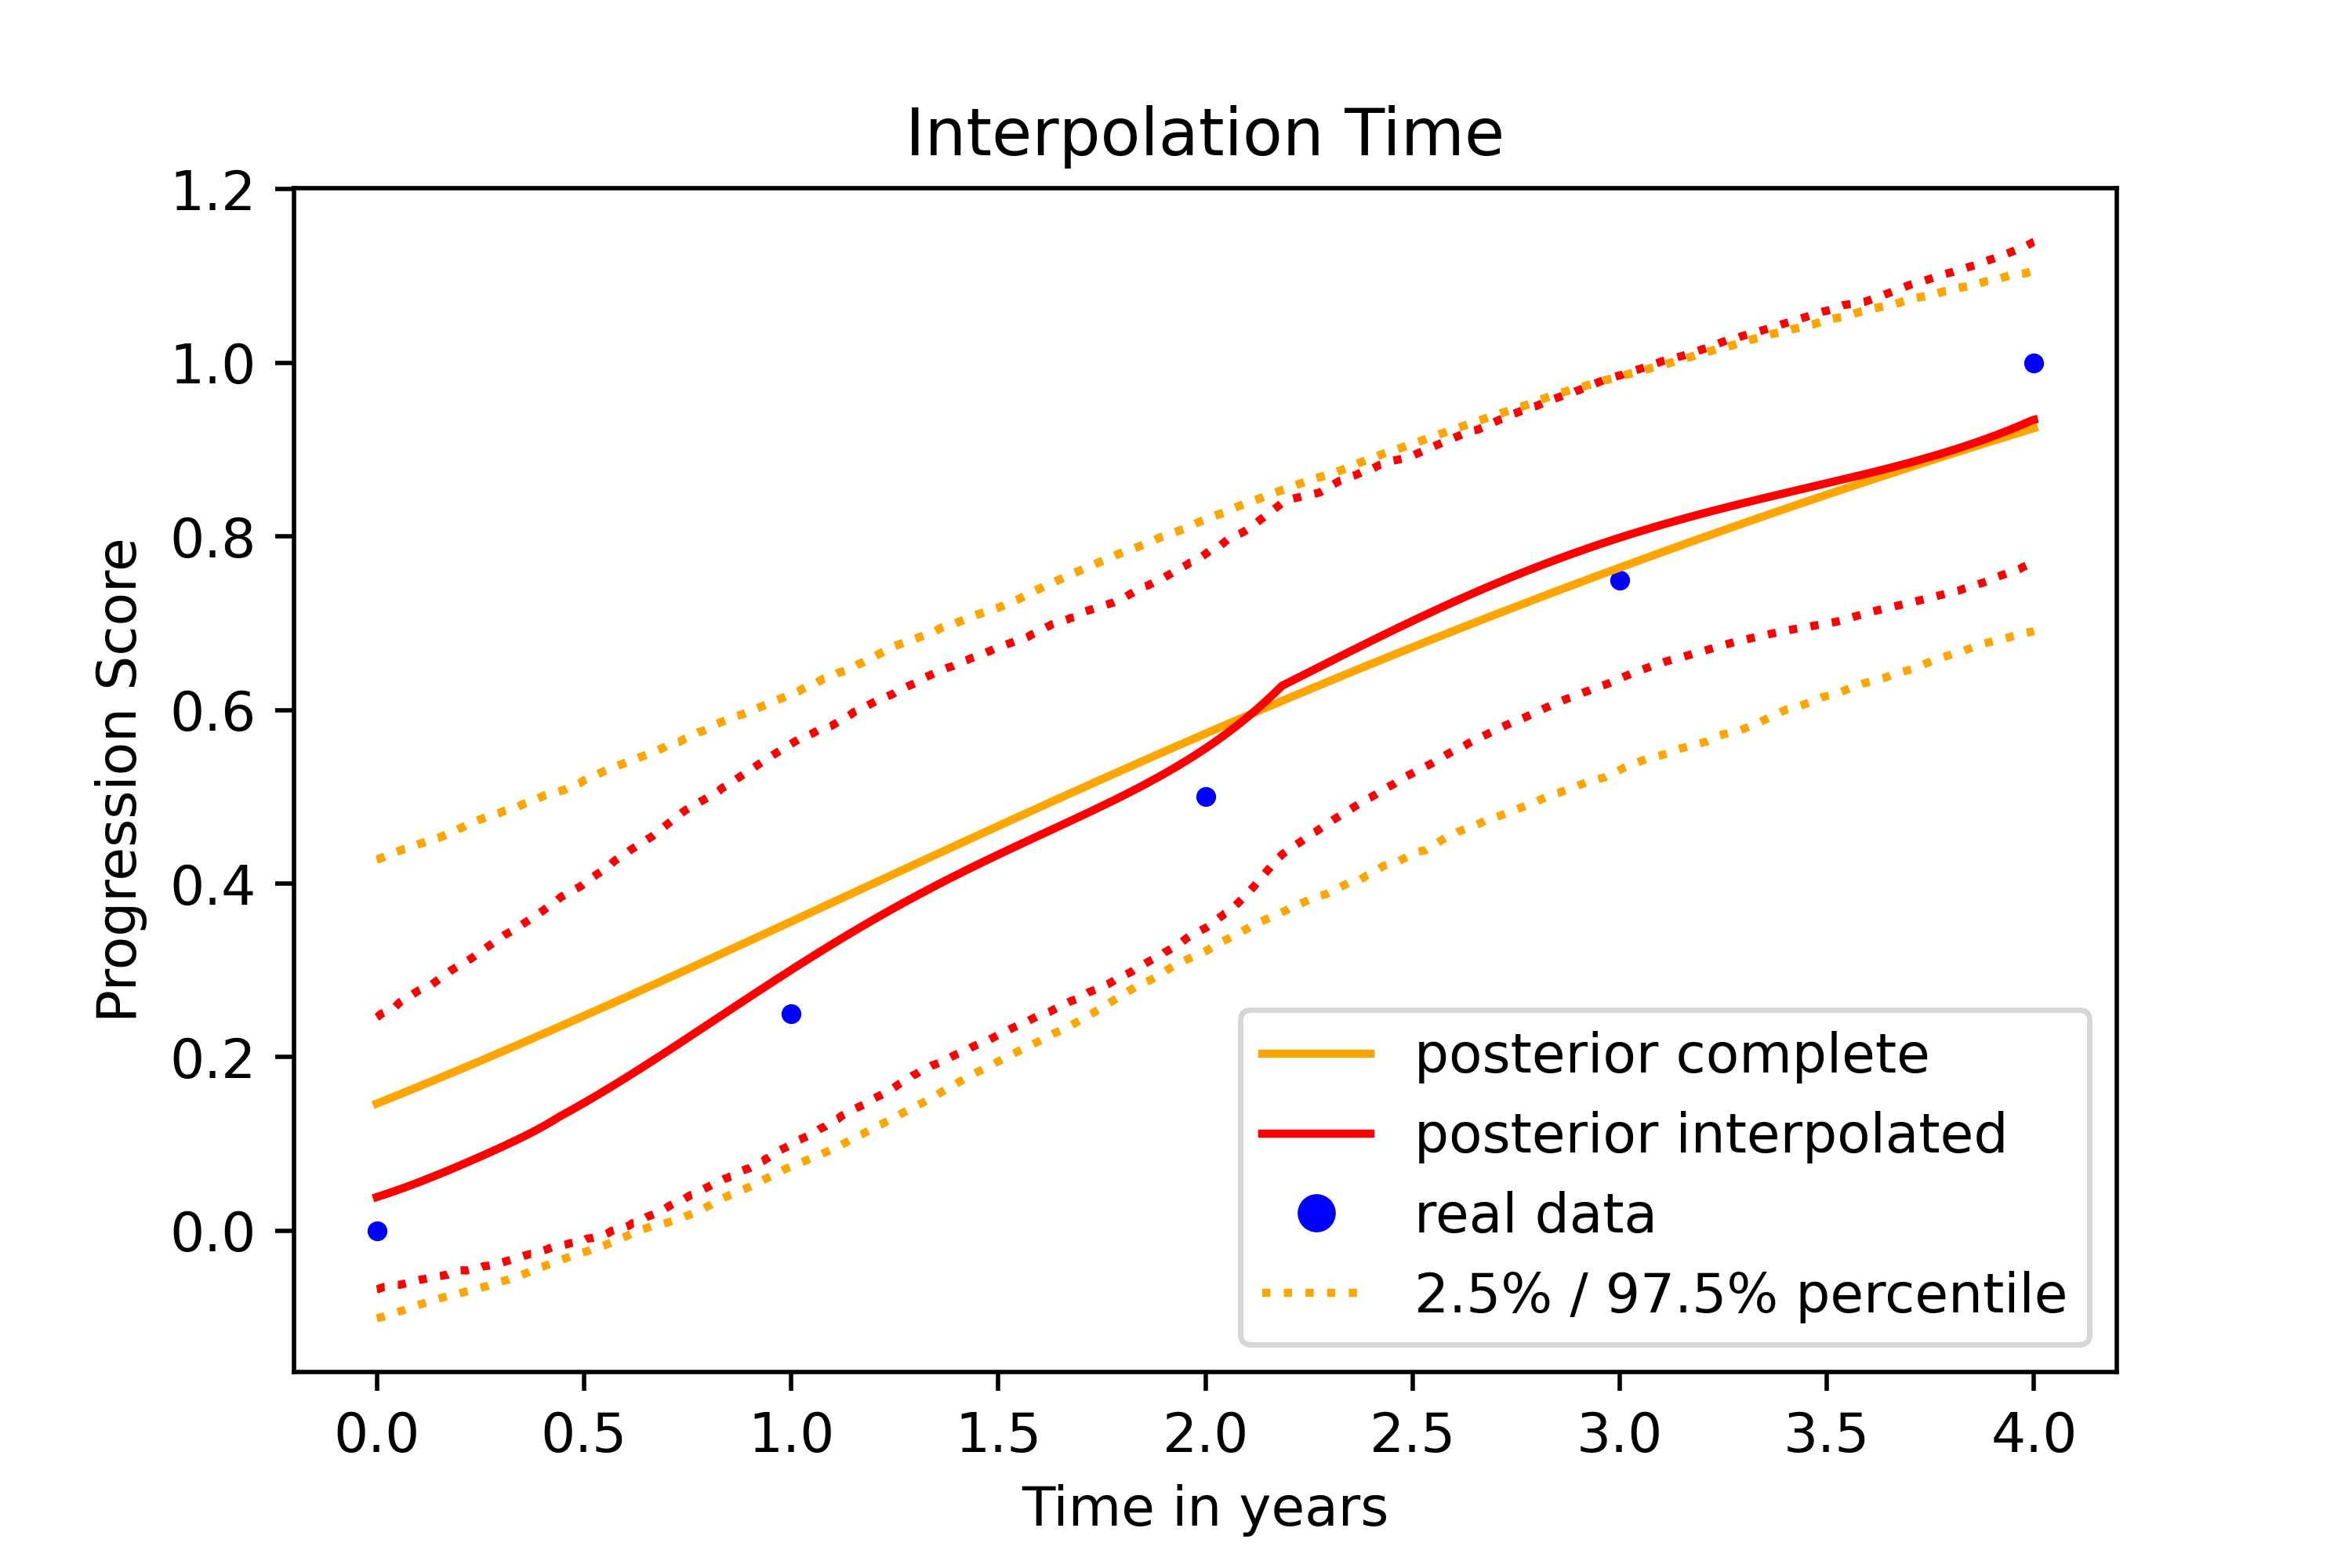 Interpolation Time
Progression Score
1.2
1.0
0.8
0.6
0.4
0.2
0.0
posterior complete
posterior interpolated
real data
2.5% / 97.5% percentile
0.0 0.5 1.0 1.5 2.0 2.5 3.0 3.5 4.0
Time in years